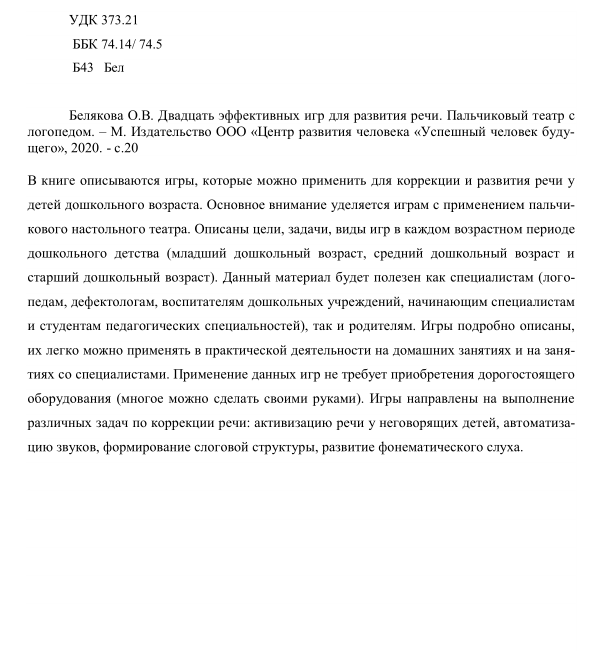 УДК 373.21
ББК 74.14/ 74.5
Б43 Бел
Белякова О.В. Двадцать эффективных игр для развития речи. Пальчиковый театр с
логопедом. – М. Издательство ООО «Центр развития человека «Успешный человек буду-
щего», 2020. - с.20
В книге описываются игры, которые можно применить для коррекции и развития речи у
детей дошкольного возраста. Основное внимание уделяется играм с применением пальчи-
кового настольного театра. Описаны цели, задачи, виды игр в каждом возрастном периоде
дошкольного детства (младший дошкольный возраст, средний дошкольный возраст и
старший дошкольный возраст). Данный материал будет полезен как специалистам (лого-
педам, дефектологам, воспитателям дошкольных учреждений, начинающим специалистам
и студентам педагогических специальностей), так и родителям. Игры подробно описаны,
их легко можно применять в практической деятельности на домашних занятиях и на заня-
тиях со специалистами. Применение данных игр не требует приобретения дорогостоящего
оборудования (многое можно сделать своими руками). Игры направлены на выполнение
различных задач по коррекции речи: активизацию речи у неговорящих детей, автоматиза-
цию звуков, формирование слоговой структуры, развитие фонематического слуха.